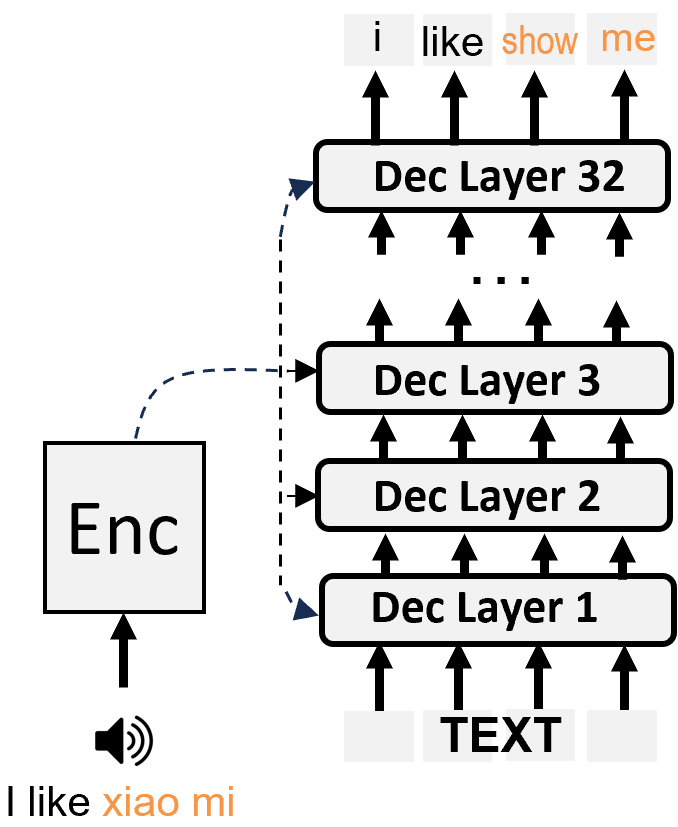 i like show me
Dec Layer 32
...
Dec Layer 3
Dec Layer 2
Enc
Dec Layer 1
TEXT
I like xiao mi